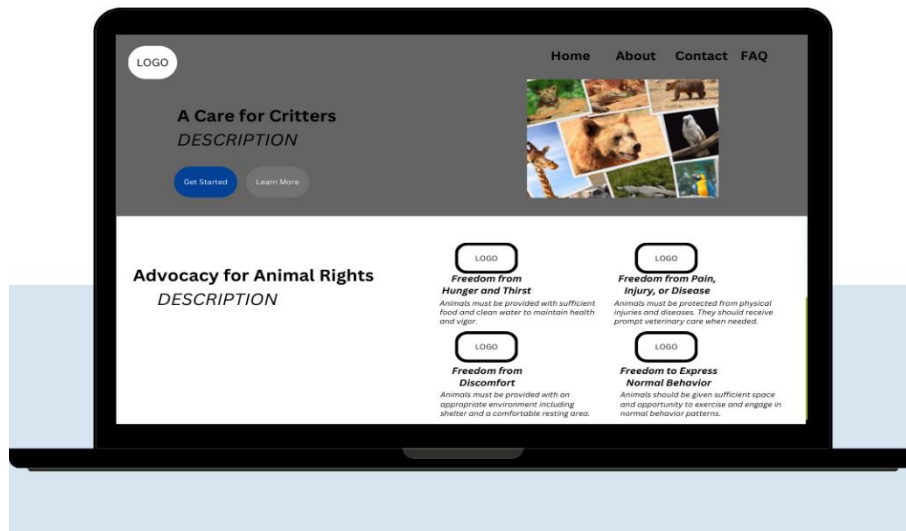 LOGO
Home About Contact FAQ
A Care for Critters
DESCRIPTION
Get Started Learn More
Advocacy for Animal Rights
DESCRIPTION
LOGO
Freedom from
Hunger and Thirst
Animals must be provided with sufficient
food and clean water to maintain health
and vigor.
LOGO
Freedom from Pain,
Injury, or Disease
Animals must be protected from physical
injuries and diseases. They should receive
prompt veterinary care when needed.
LOGO
Freedom from
Discomfort
Animals must be provided with an
appropriate environment including
shelter and a comfortable resting area.
LOGO
Freedom to Express
Normal Behavior
Animals should be given sufficient space
and opportunity to exercise and engage in
normal behavior patterns.